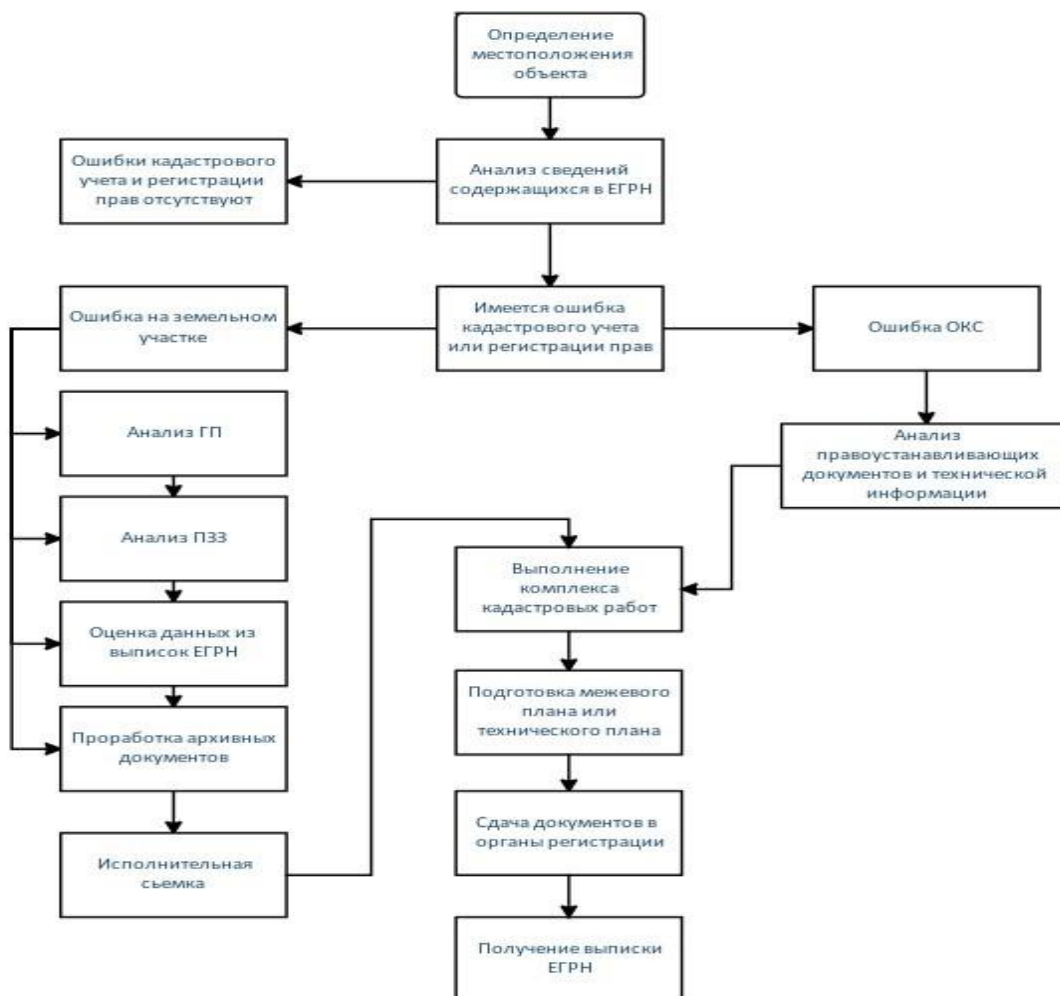 Определение
местоположения
объекта
Ошибки кадастрового
учета и регистрации
прав отсутствуют
Анализ сведений
содержащихся в ЕГРН
Ошибка на земельном
участке
Имеется ошибка
кадастрового учета
или регистрации прав
Ошибка ОКС
Анализ ГП
Анализ
правоустанавливающих
документов и технической
информации
Анализ ПЗЗ
Выполнение
комплекса
кадастровых работ
Оценка данных из
выписок ЕГРН
Подготовка межевого
плана или
технического плана
Проработка архивных
документов
Сдача документов в
органы регистрации
Исполнительная
сьемка
Получение выписки
ЕГРН